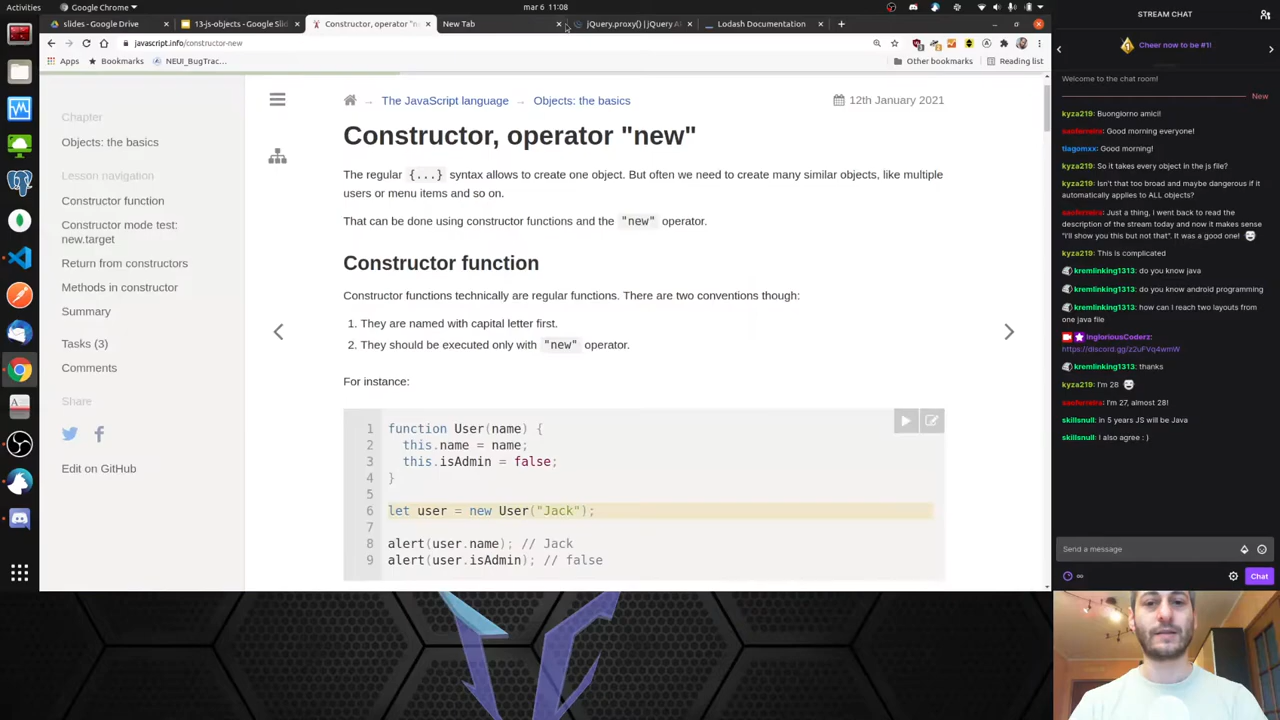 Activities
Google Chrome
mar 6 11:08
STREAM CHAT
slides - Google Drive
13-js-objects - Google Sli
Constructor, operator "n
New Tab
jQuery.proxy() | jQuery A
Lodash Documentation
javascript.info/constructor-new
Cheer now to be #1!
Apps
Bookmarks
NEUI_BugTrac...
Other bookmarks
Reading list
Welcome to the chat room!
New
kyza219: Buongiorno amici!
saoferreira: Good morning everyone!
tiagomxx: Good morning!
kyza219: So it takes every object in the js file?
kyza219: Isn't that too broad and maybe dangerous if it
automatically applies to ALL objects?
saoferreira: Just a thing, I went back to read the
description of the stream today and now it makes sense
"I'll show you this but not that". It was a good one!
kyza219: This is complicated
kremlinking1313: do you know java
kremlinking1313: do you know android programming
kremlinking1313: how can I reach two layouts from
one java file
IngloriousCoderz:
https://discord.gg/z2uFVq4wmW
kremlinking1313: thanks
kyza219: I'm 28
saoferreira: I'm 27, almost 28!
skillsnull: in 5 years JS will be Java
skillsnull: I also agree : )
Send a message
Chat
Chapter
Objects: the basics
Lesson navigation
Constructor function
Constructor mode test:
new.target
Return from constructors
Methods in constructor
Summary
Tasks (3)
Comments
Share
Edit on GitHub
The JavaScript language
Objects: the basics
12th January 2021
Constructor, operator "new"
The regular {...} syntax allows to create one object. But often we need to create many similar objects, like multiple
users or menu items and so on.
That can be done using constructor functions and the "new" operator.
Constructor function
Constructor functions technically are regular functions. There are two conventions though:
1. They are named with capital letter first.
2. They should be executed only with "new" operator.
For instance:
1 function User(name) {
2 this.name = name;
3 this.isAdmin = false;
4 }
5
6 let user = new User("Jack");
7
8 alert(user.name); // Jack
9 alert(user.isAdmin); // false